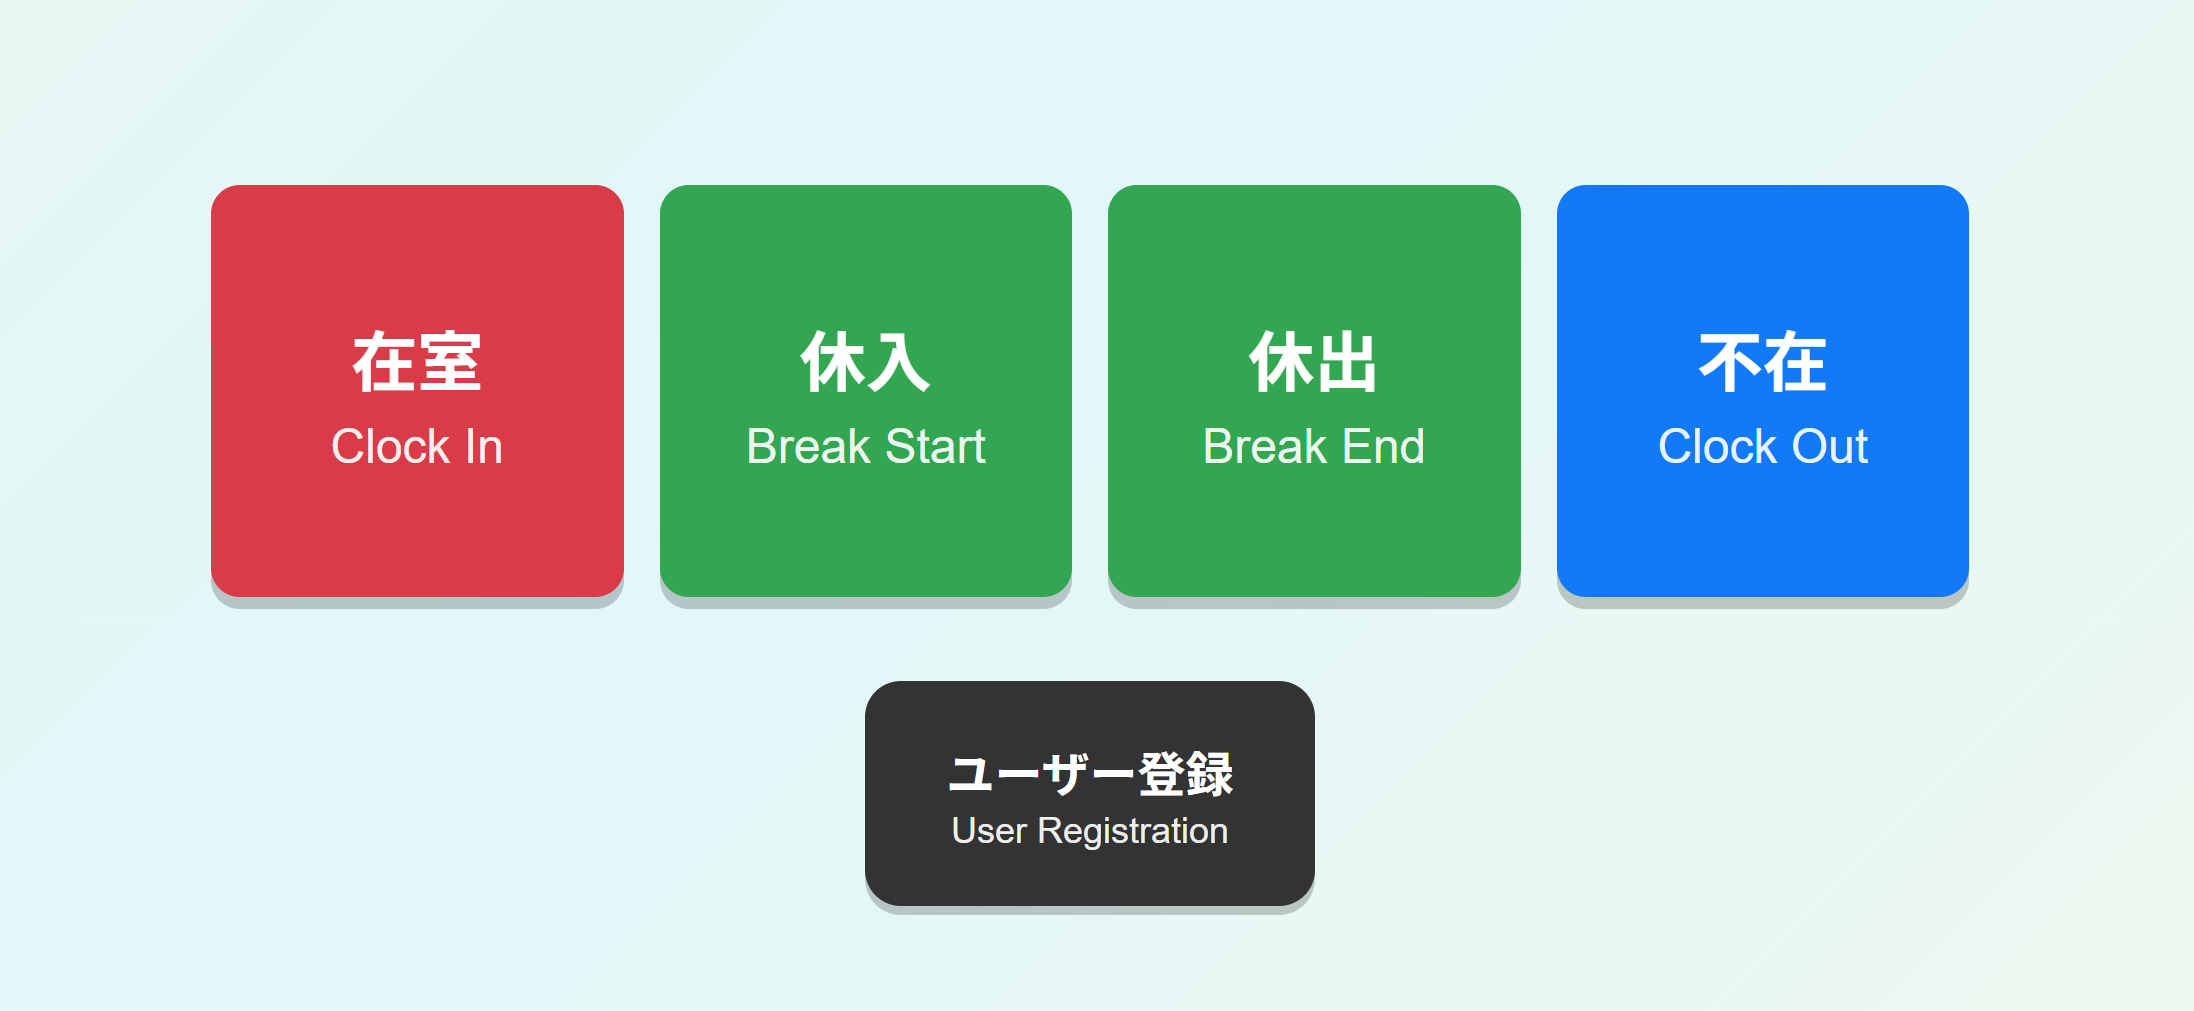 在室
Clock In
休入
Break Start
休出
Break End
不在
Clock Out
ユーザー登録
User Registration